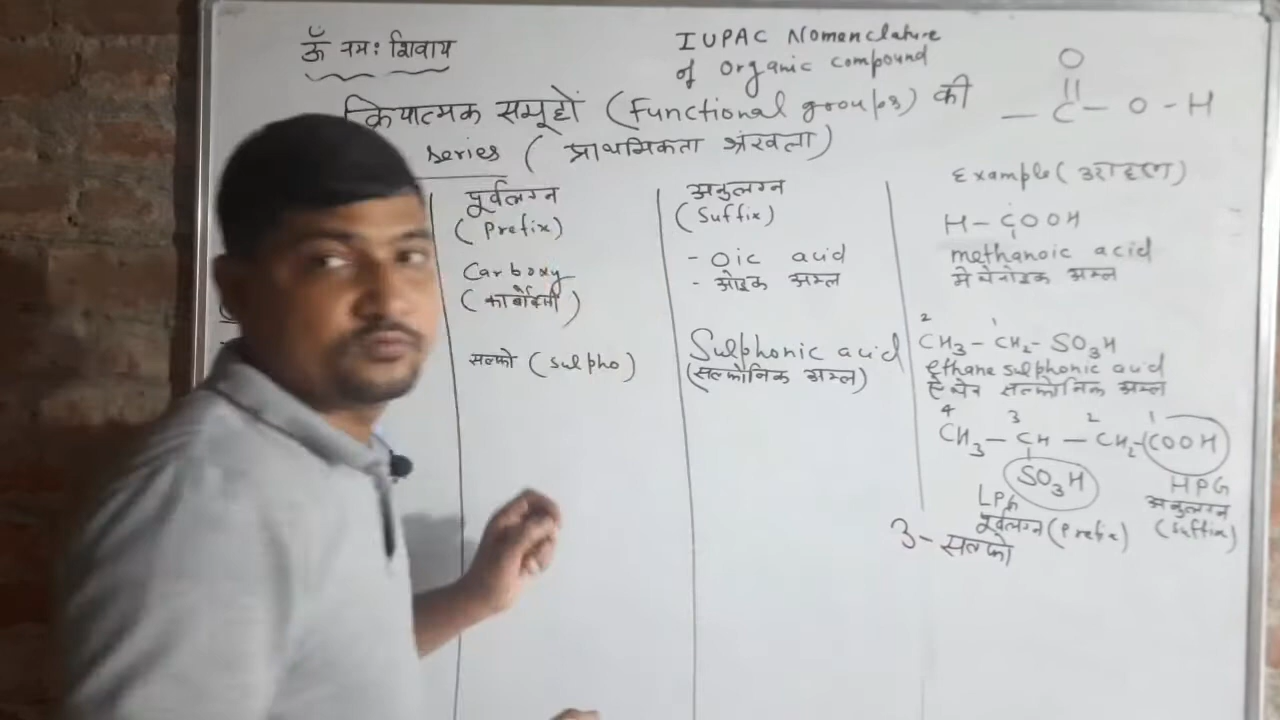 ॐ नमः शिवाय
IUPAC Nomenclature
of organic compound
क्रियात्मक समूहों (Functional groups) की
series ( प्राथमिकता श्रंखला)
O
||
— C — O - H
पूर्वलग्न
(Prefix)
Carboxy
(कार्बोक्सी)
सल्फो (Sulpho)
अनुलग्न
(Suffix)
- Oic acid
- ओइक अम्ल
Sulphonic acid
(सल्फोनिक अम्ल)
Example(उदाहरण)
H - COOH
methanoic acid
मेथेनोइक अम्ल
2 1
CH3 - CH2 - SO3H
Ethane sulphonic acid
ऐथेन सल्फोनिक अम्ल
4 3 2 1
CH3 — CH — CH2 - COOH
SO3H
HPG
LPG
अनुलग्न
पूर्वलग्न(Prefix)
(Suffix)
3- सल्फो